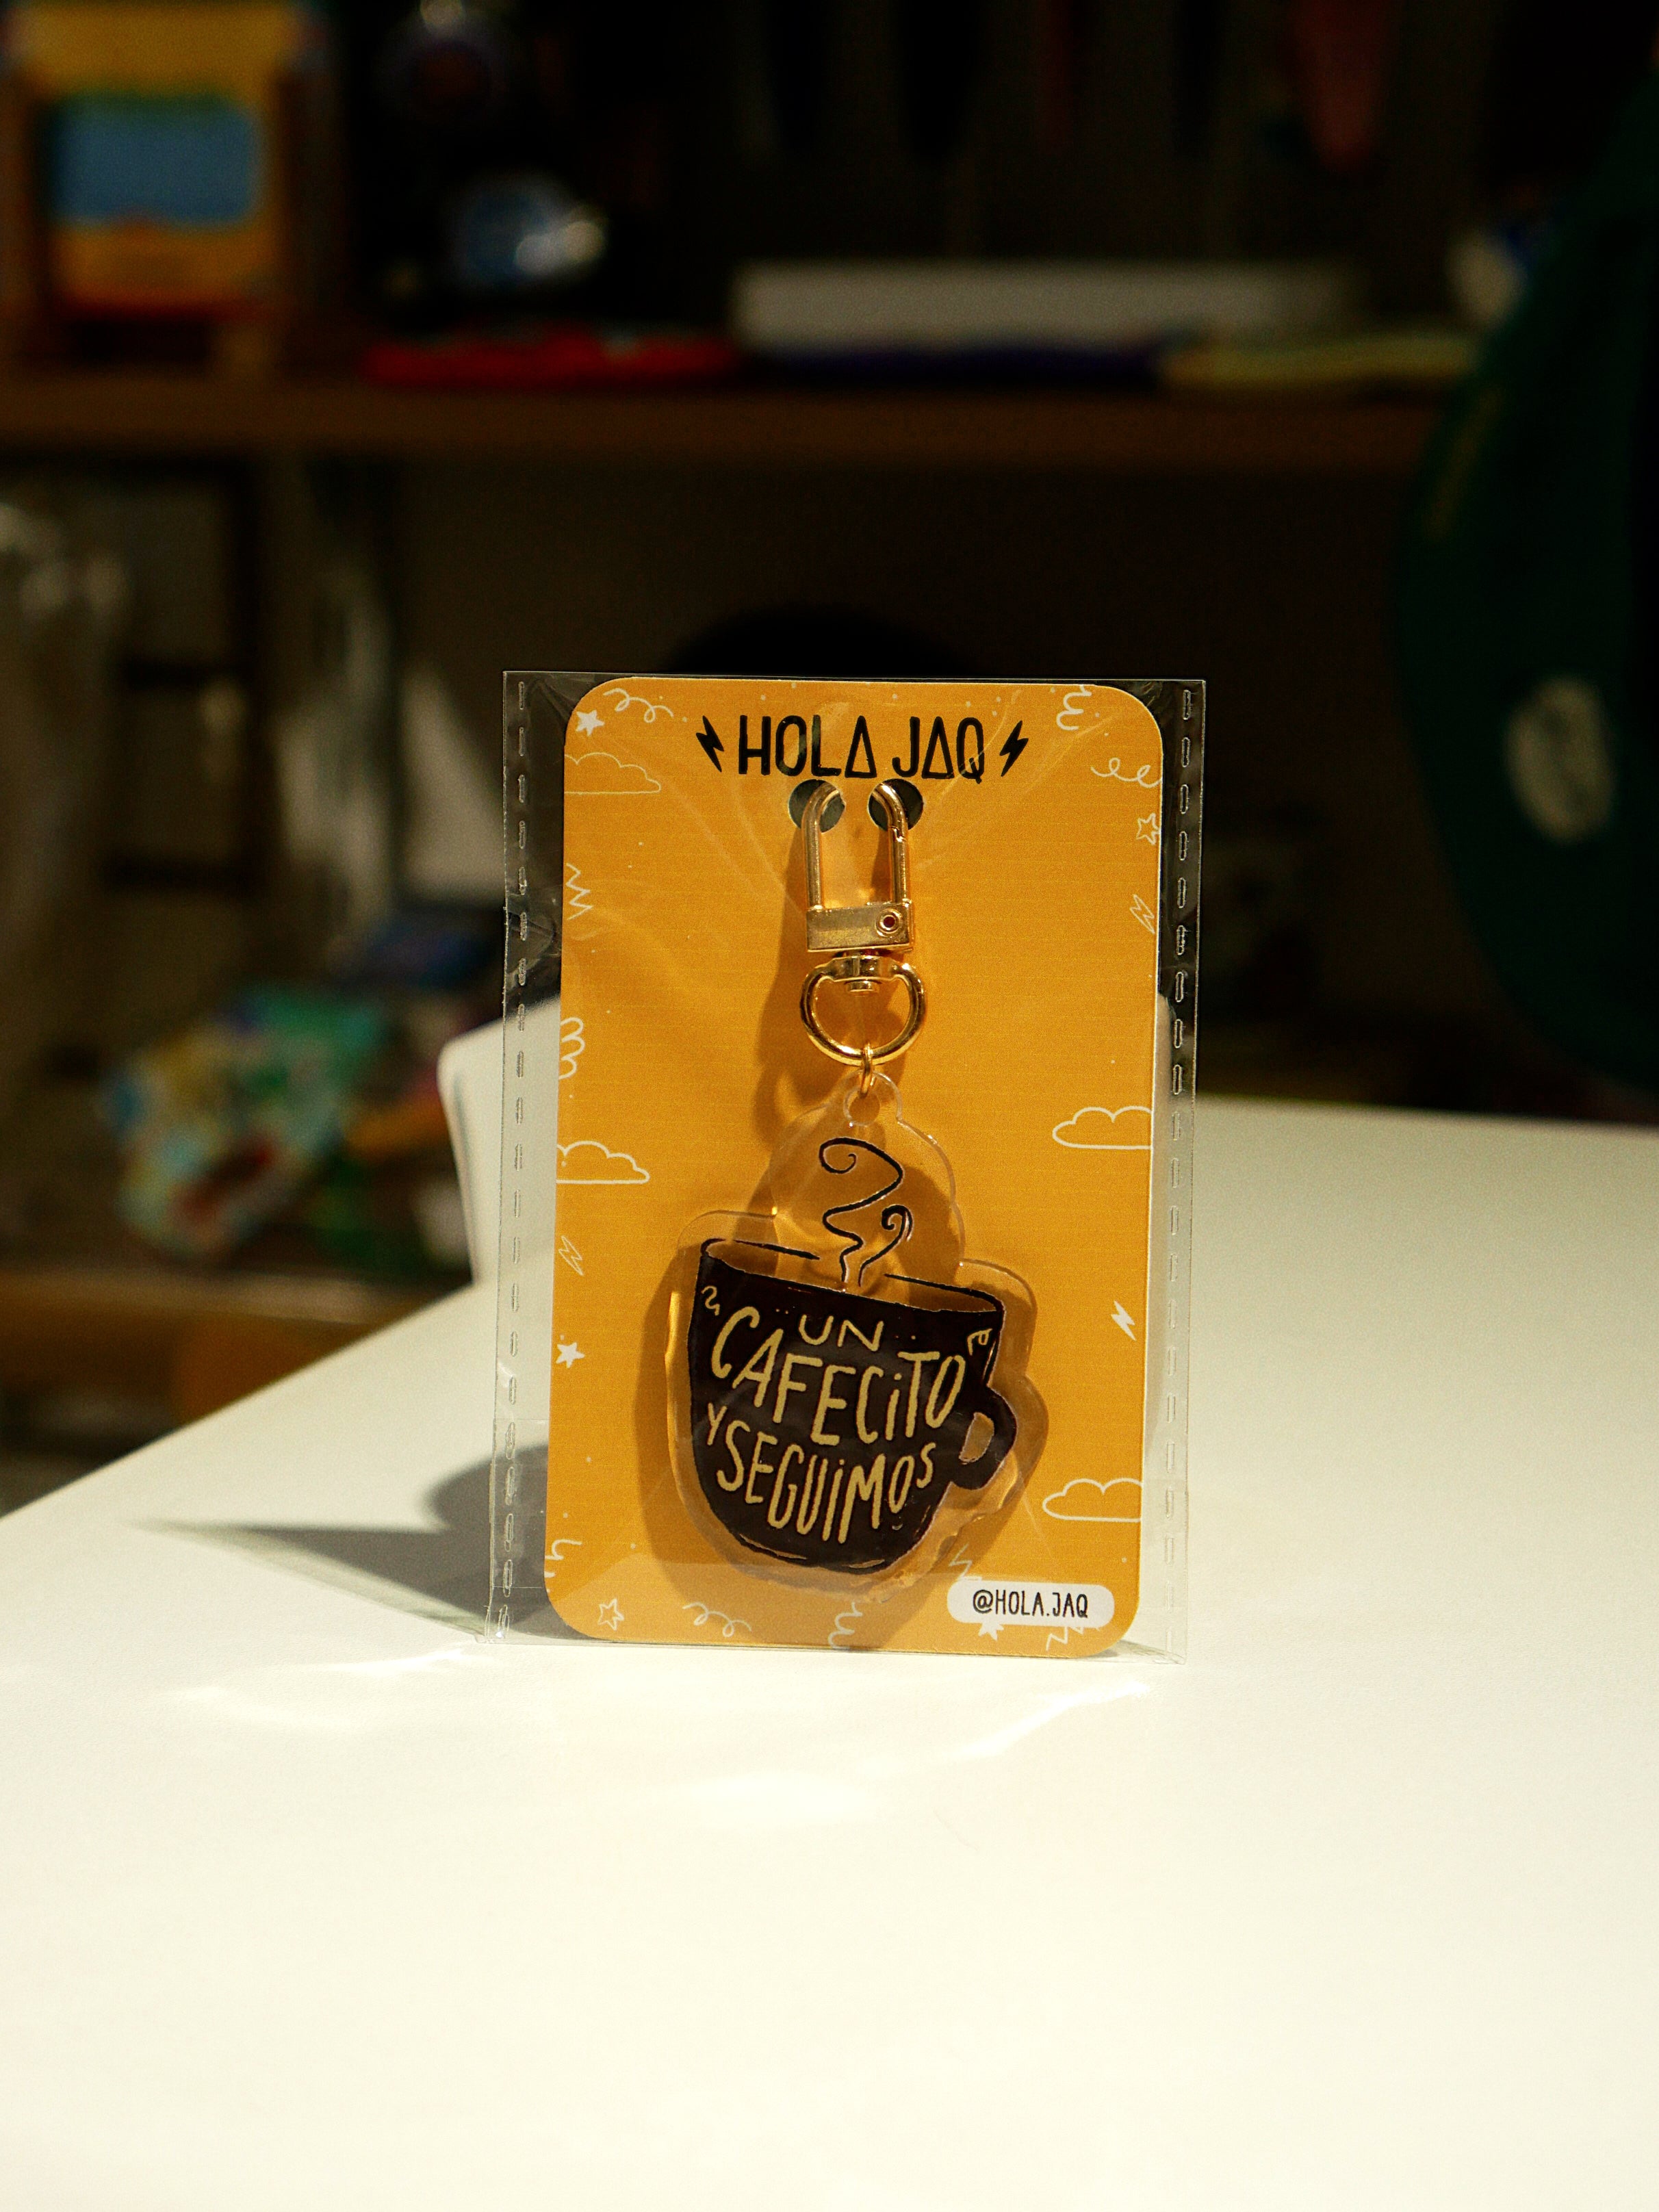 HOLA JAQ
UN
CAFECiTO
Y SEGUiMOS
@HOLA.JAQ